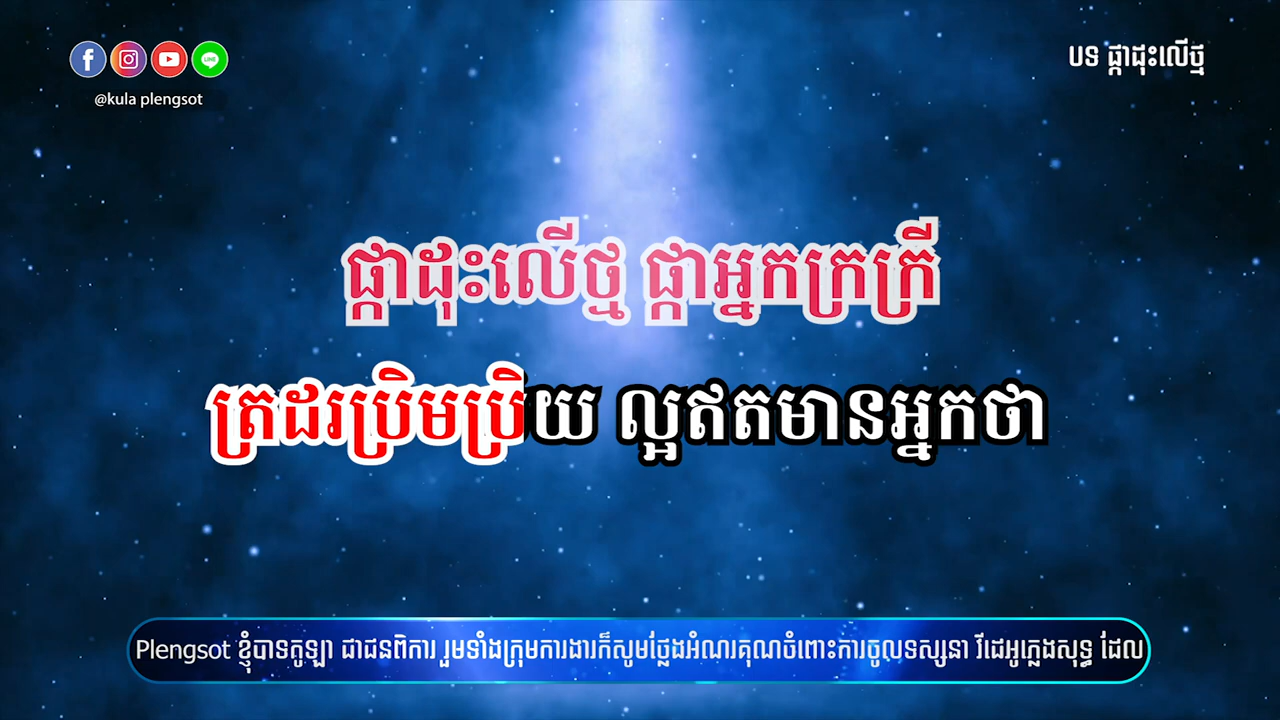 @kula plengsot
បទ ផ្កាដុះលើថ្ម
ផ្កាដុះលើថ្ម ផ្កាអ្នកក្រក្រី
ត្រដរប្រិមប្រិយ ល្អឥតមានអ្នកថា
Plengsot ខ្ញុំបាទកូឡា ជាជនពិការ រួមទាំងក្រុមការងារក៏សូមថ្លែងអំណរគុណចំពោះការចូលទស្សនា វីដេអូភ្លេងសុទ្ធ ដែល